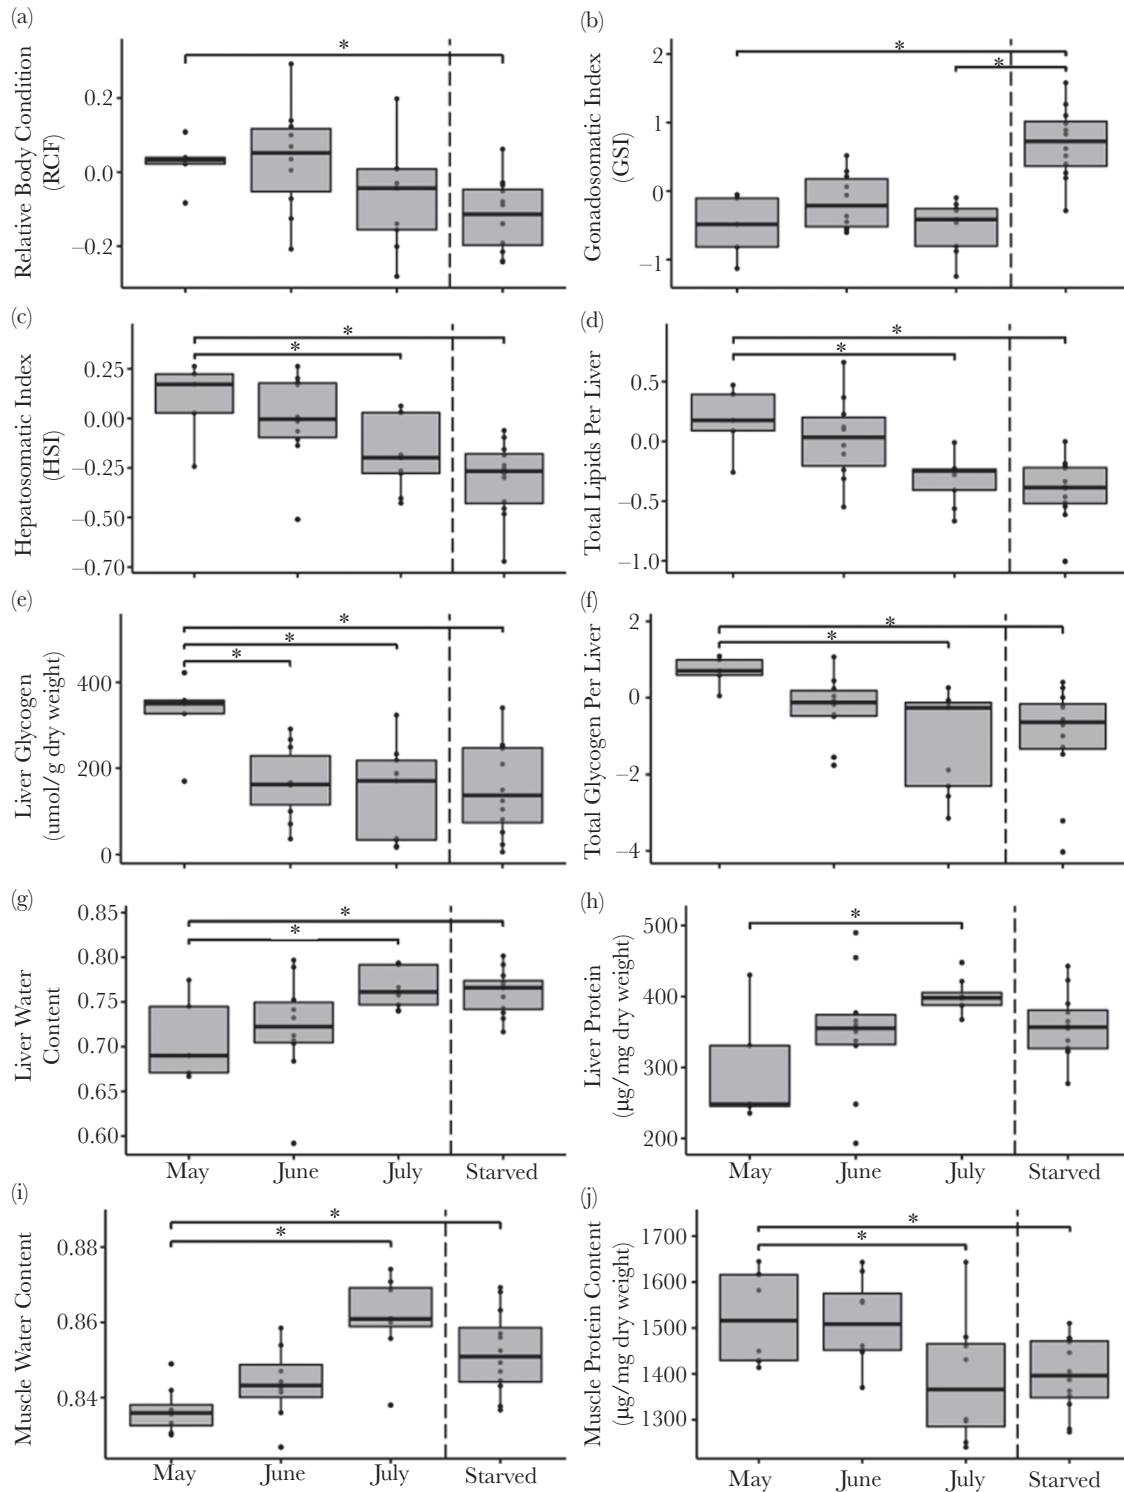 (a)
Relative Body Condition
(RCF)
0.2
0.0
–0.2
*
(b)
Gonadosomatic Index
(GSI)
2
1
0
–1
*
*
(c)
Hepatosomatic Index
(HSI)
0.25
0.00
–0.25
–0.50
–0.70
*
*
(d)
Total Lipids Per Liver
0.5
0.0
–0.5
–1.0
*
*
(e)
Liver Glycogen
(umol/g dry weight)
400
200
0
*
*
*
(f)
Total Glycogen Per Liver
2
0
–2
–4
*
*
(g)
Liver Water
Content
0.85
0.80
0.75
0.70
0.65
0.60
*
*
May June July Starved
(h)
Liver Protein
(µg/mg dry weight)
500
400
300
200
*
May June July Starved
(i)
Muscle Water Content
0.88
0.86
0.84
*
*
May June July Starved
(j)
Muscle Protein Content
(µg/mg dry weight)
1700
1600
1500
1400
1300
*
*
May June July Starved